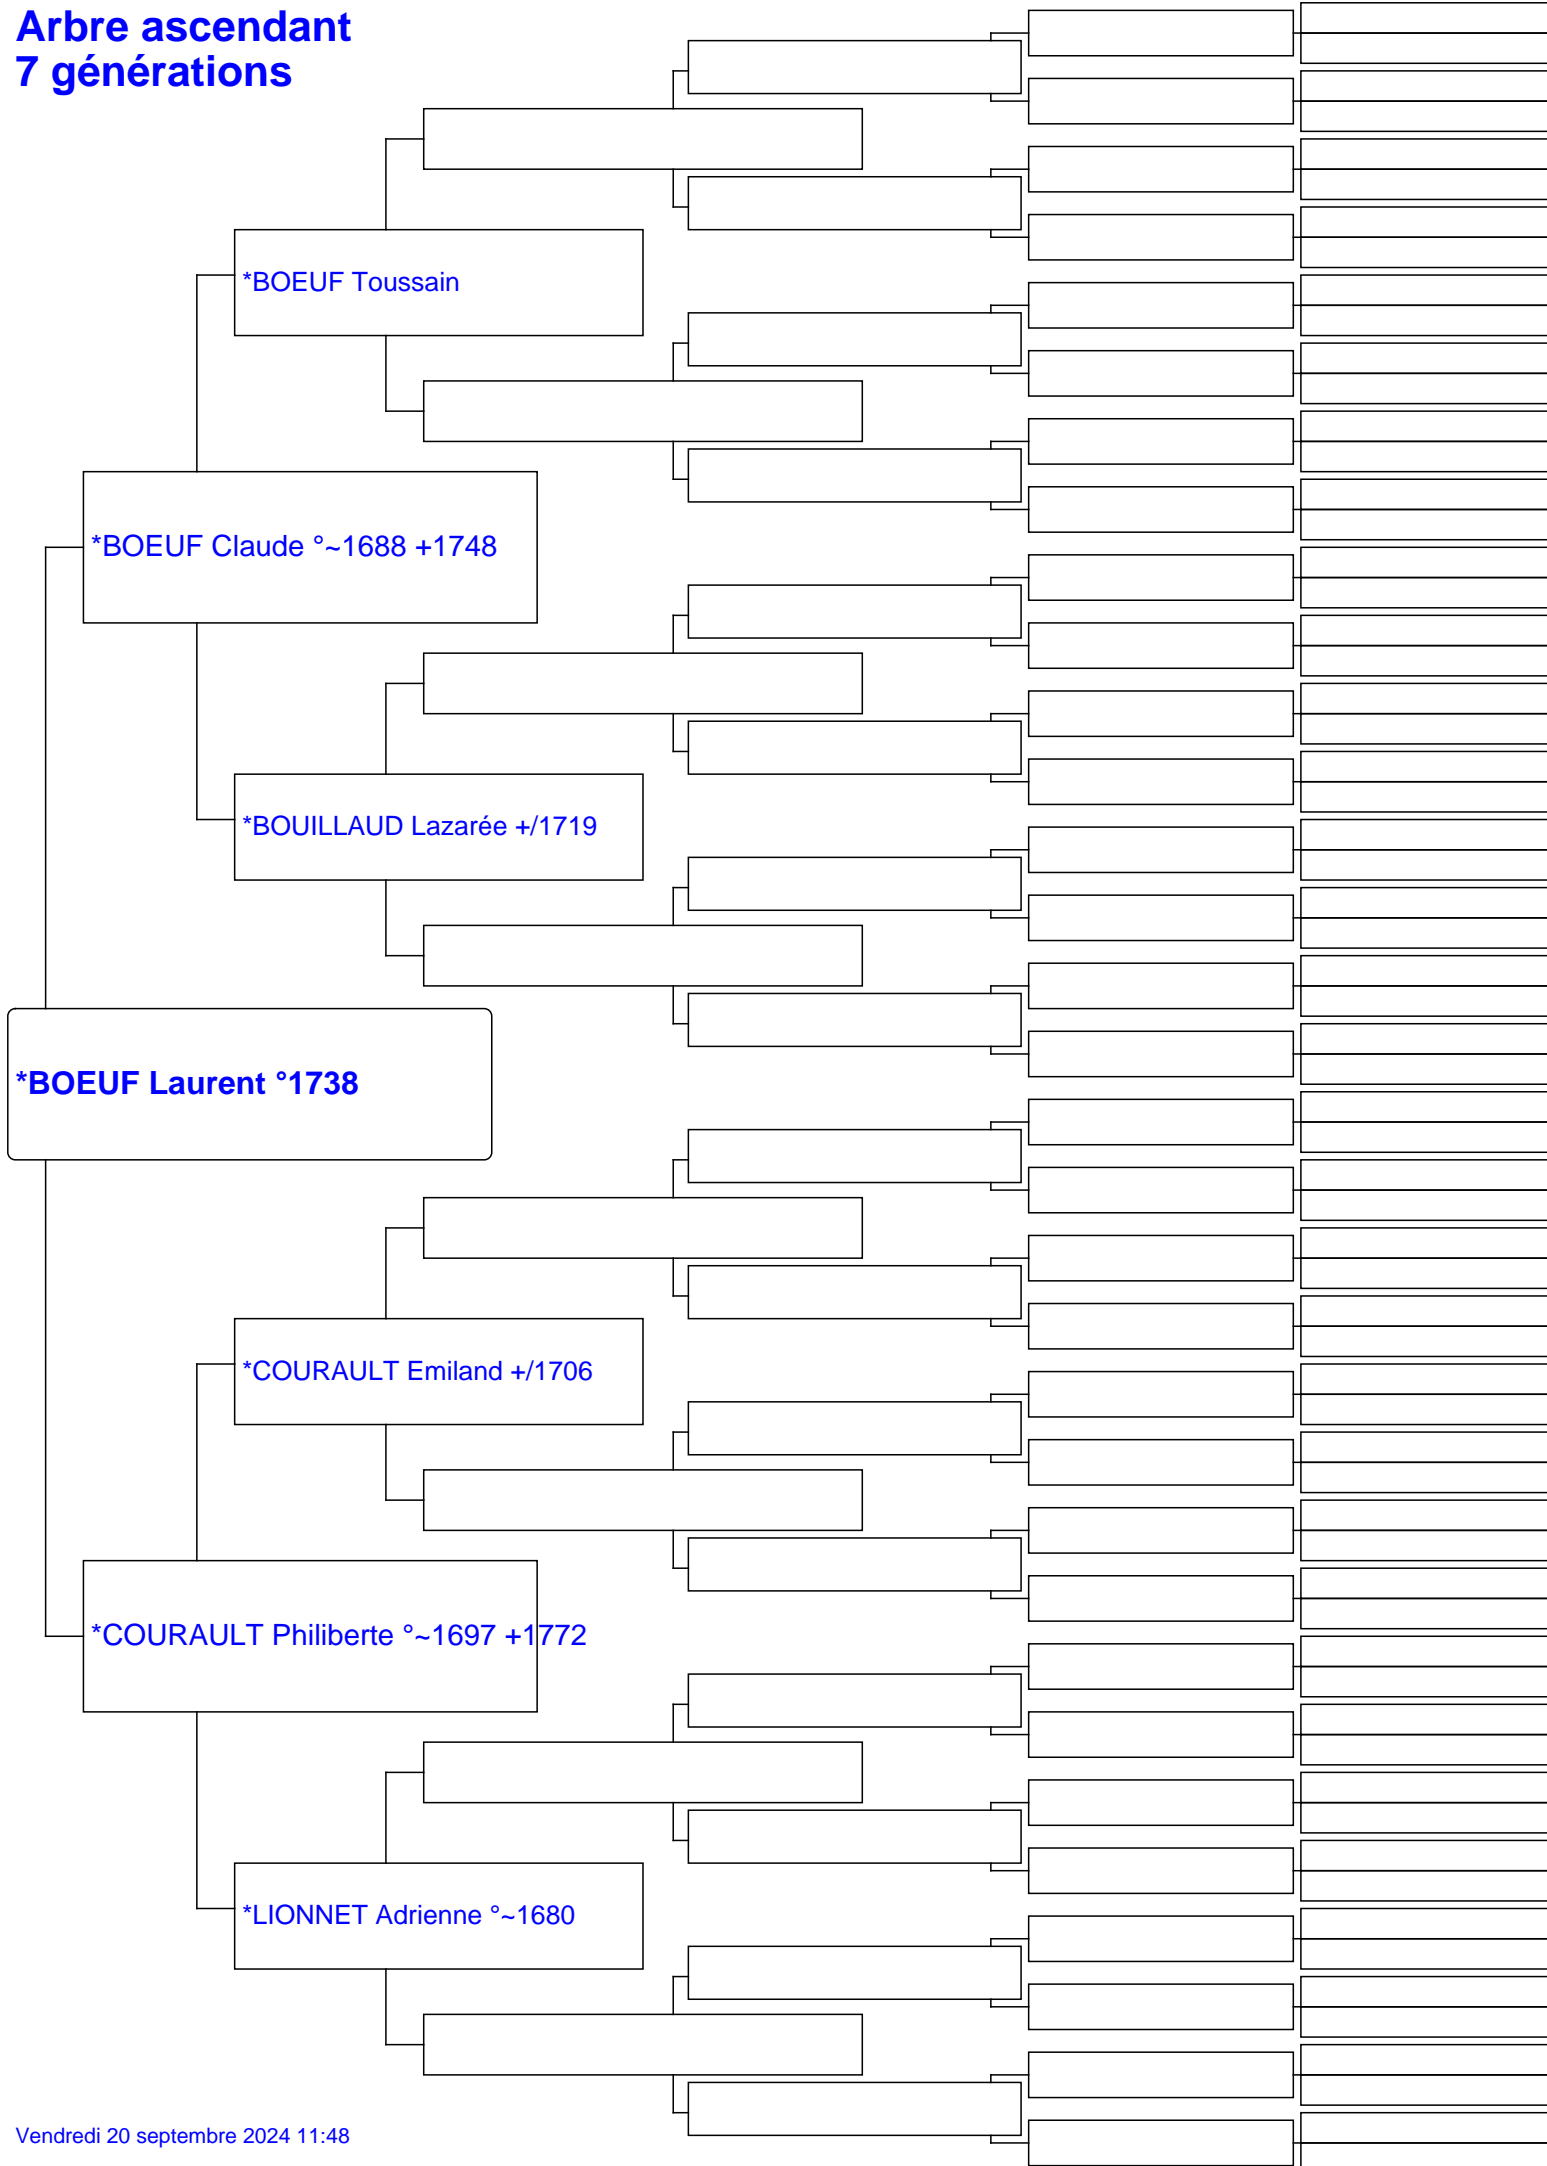 Arbre ascendant
7 générations
*BOEUF Toussain
*BOEUF Claude °~1688 +1748
*BOUILLAUD Lazarée +/1719
*BOEUF Laurent °1738
*COURAULT Emiland +/1706
*COURAULT Philiberte °~1697 +1772
*LIONNET Adrienne °~1680
Vendredi 20 septembre 2024 11:48